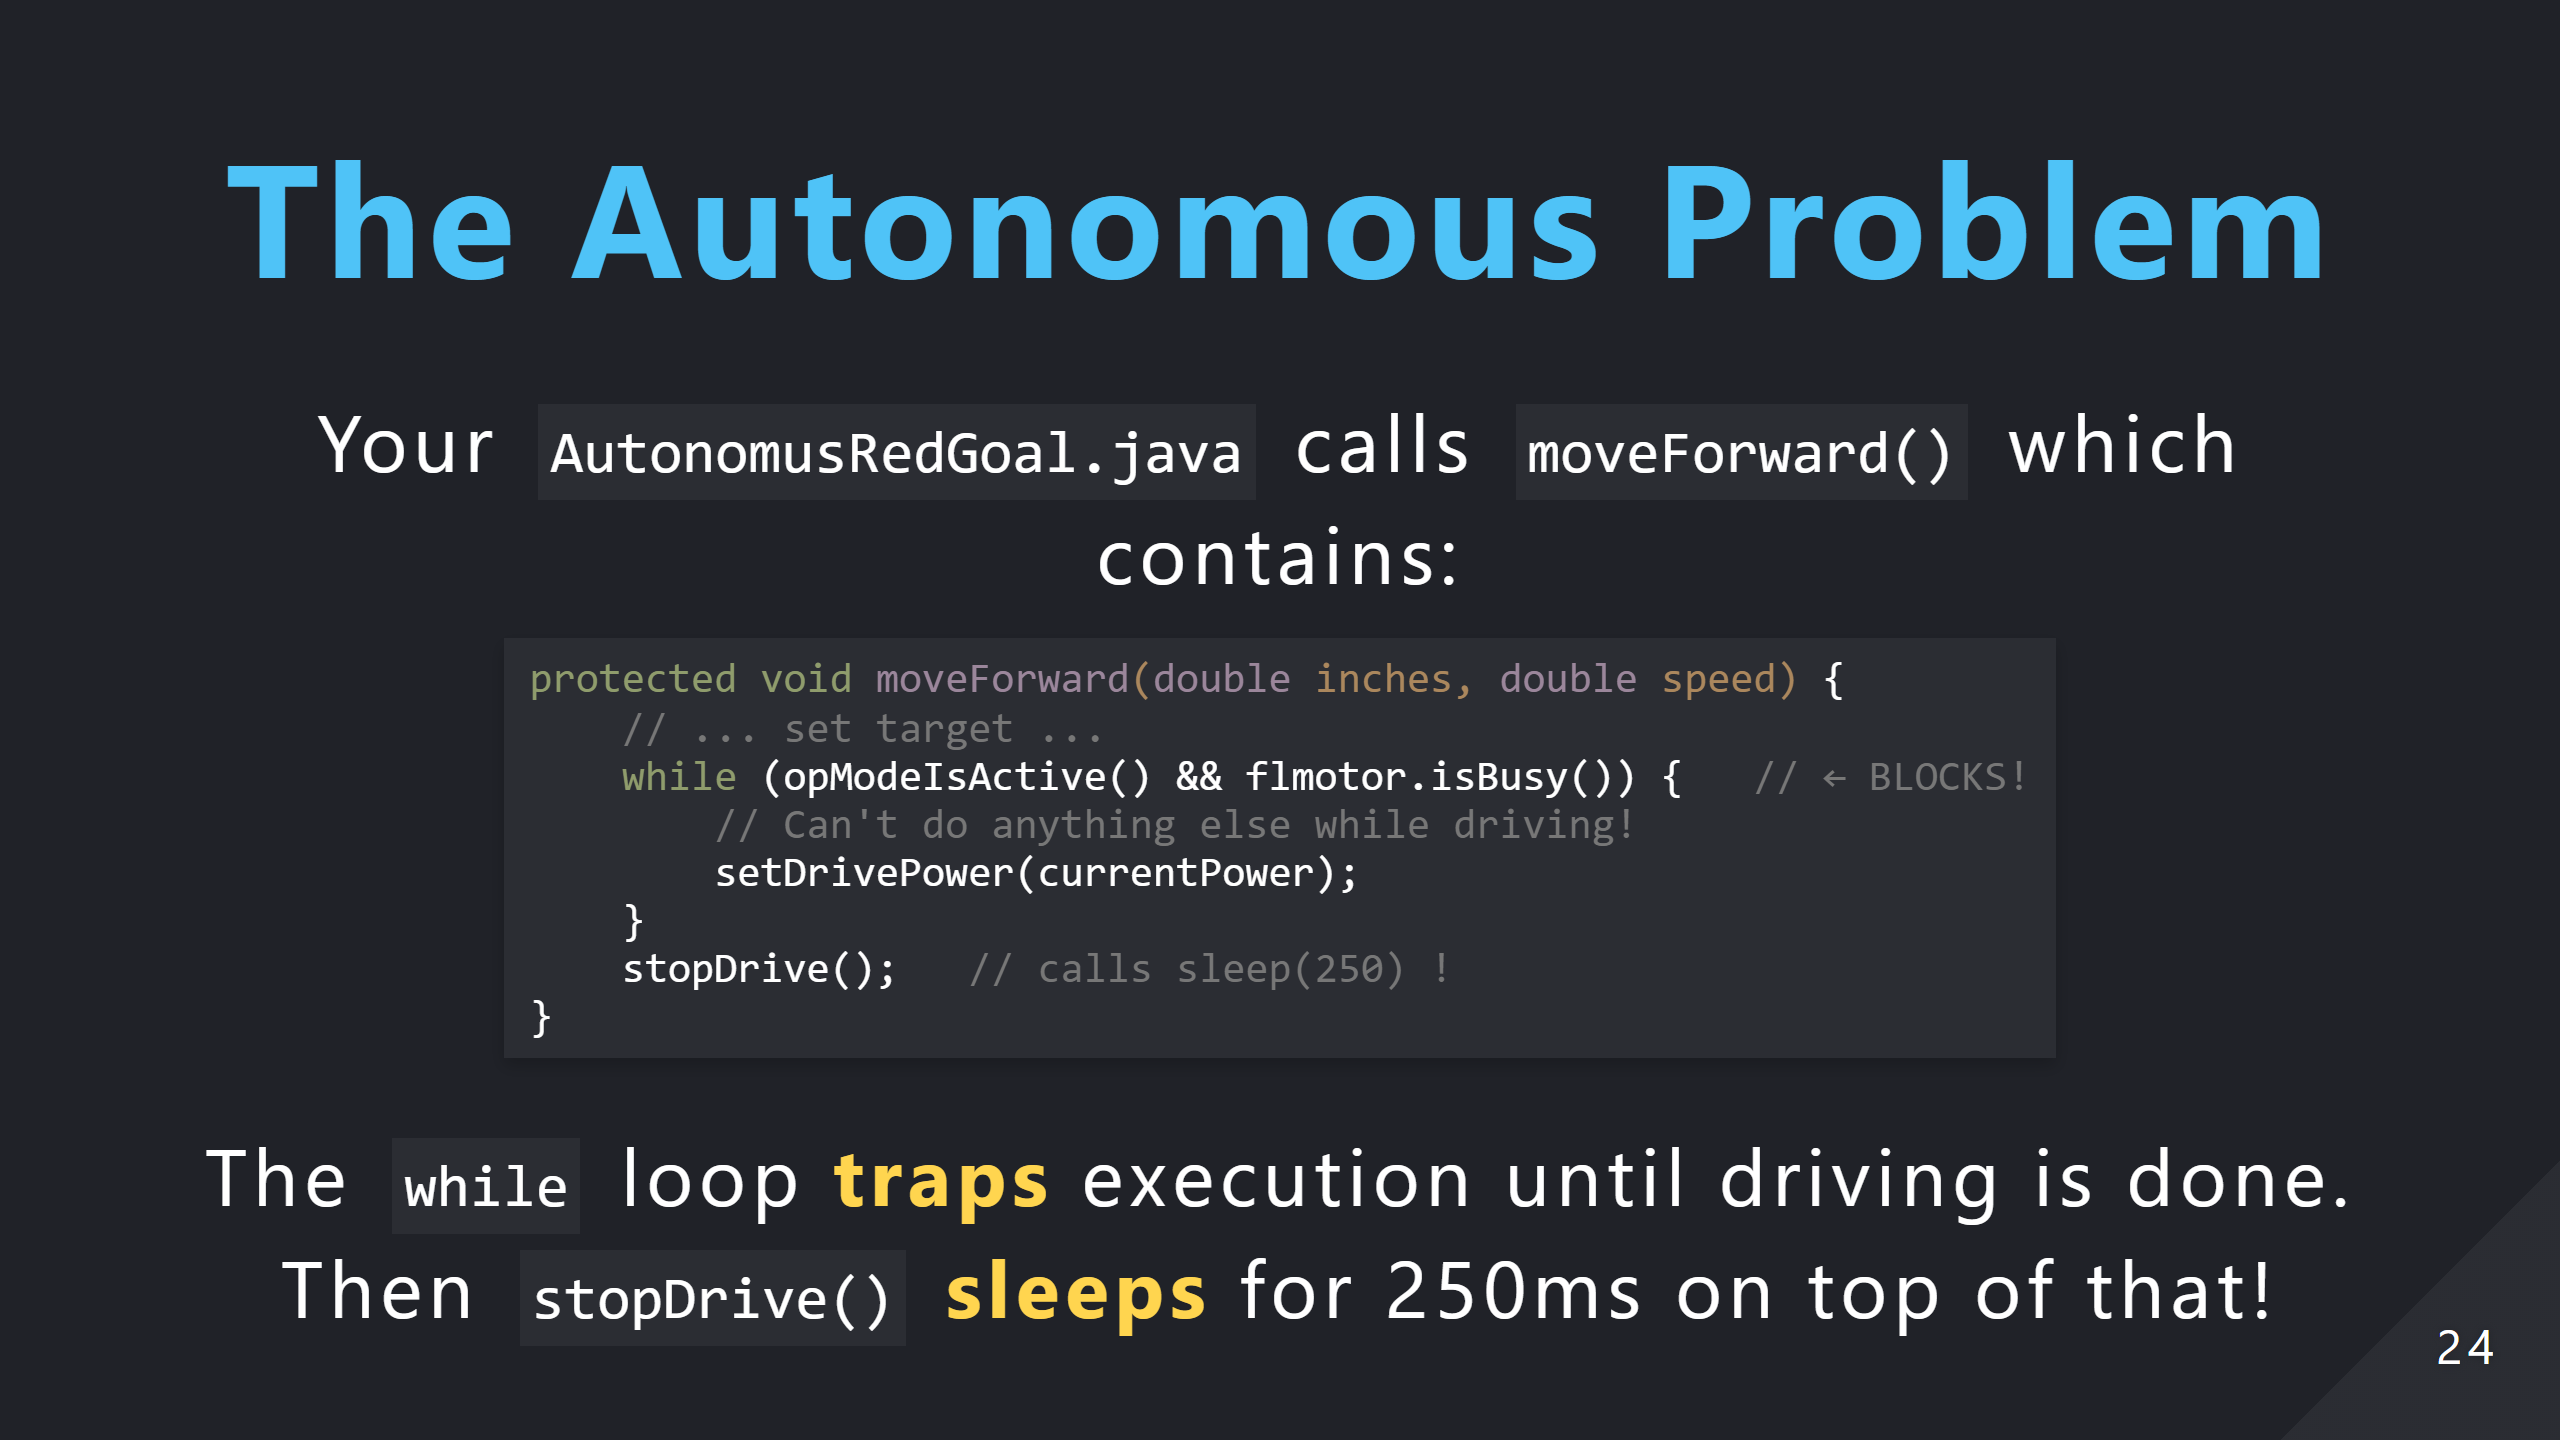 The Autonomous Problem
Your AutonomusRedGoal.java calls moveForward() which
contains:
protected void moveForward(double inches, double speed) {
    // ... set target ...
    while (opModeIsActive() && flmotor.isBusy()) {   // ← BLOCKS!
        // Can't do anything else while driving!
        setDrivePower(currentPower);
    }
    stopDrive();   // calls sleep(250) !
}
The while loop traps execution until driving is done.
Then stopDrive() sleeps for 250ms on top of that!
24